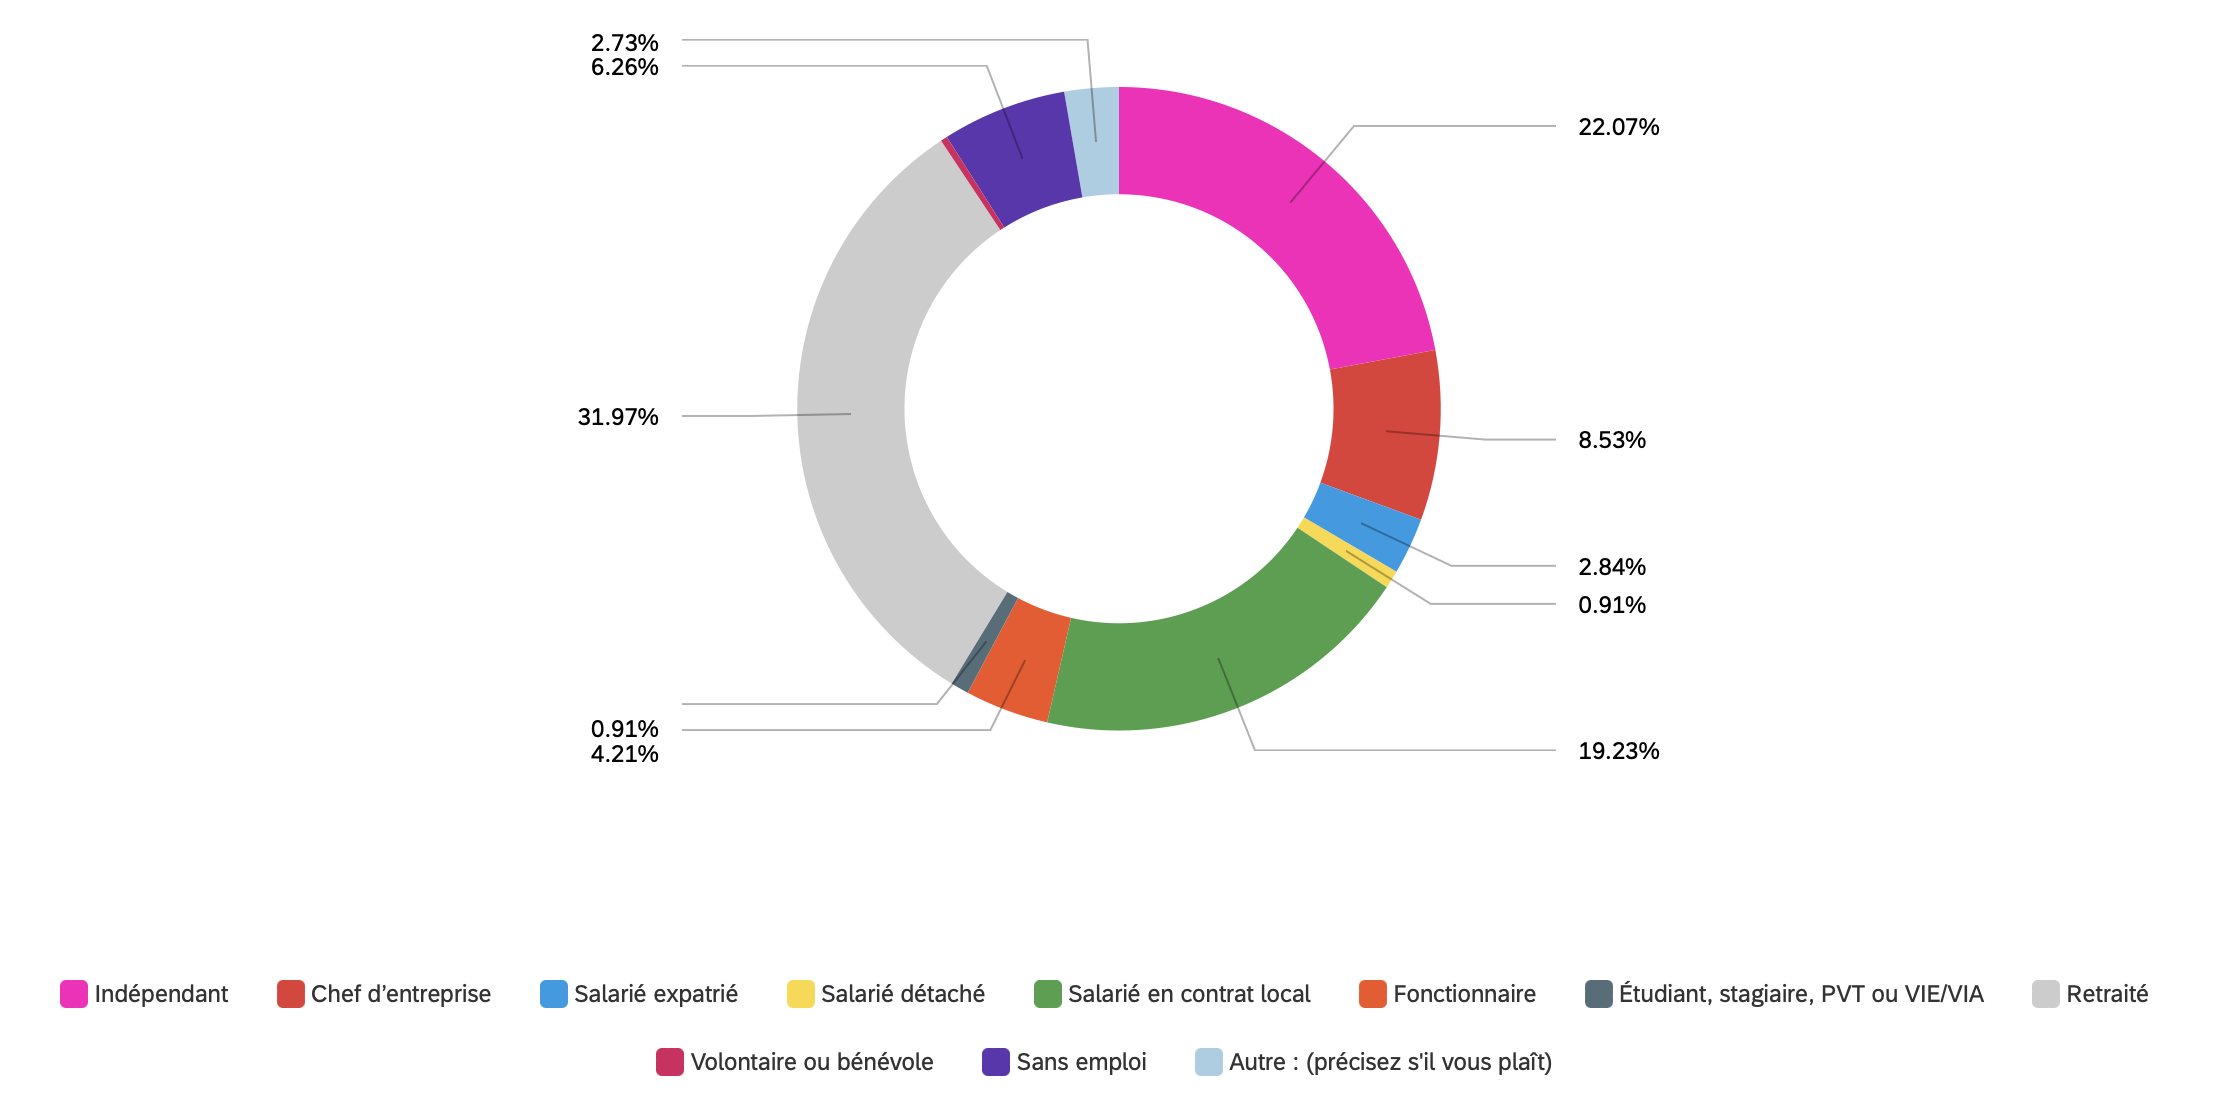 2.73%
6.26%
22.07%
31.97%
8.53%
2.84%
0.91%
0.91%
4.21%
19.23%
Indépendant
Chef d’entreprise
Salarié expatrié
Salarié détaché
Salarié en contrat local
Fonctionnaire
Étudiant, stagiaire, PVT ou VIE/VIA
Retraité
Volontaire ou bénévole
Sans emploi
Autre : (précisez s'il vous plaît)